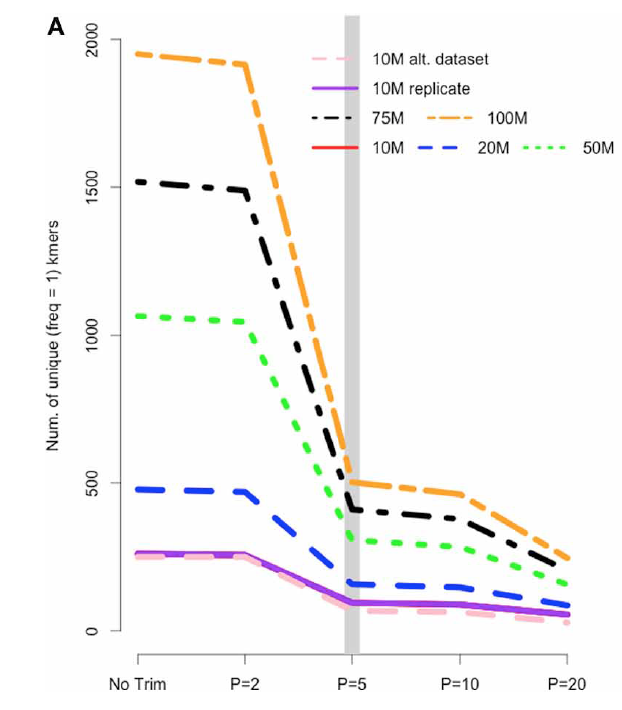 A
2000
1500
1000
500
0
Num. of unique (freq = 1) kmers
10M alt. dataset
10M replicate
75M 100M
10M 20M 50M
No Trim P=2 P=5 P=10 P=20